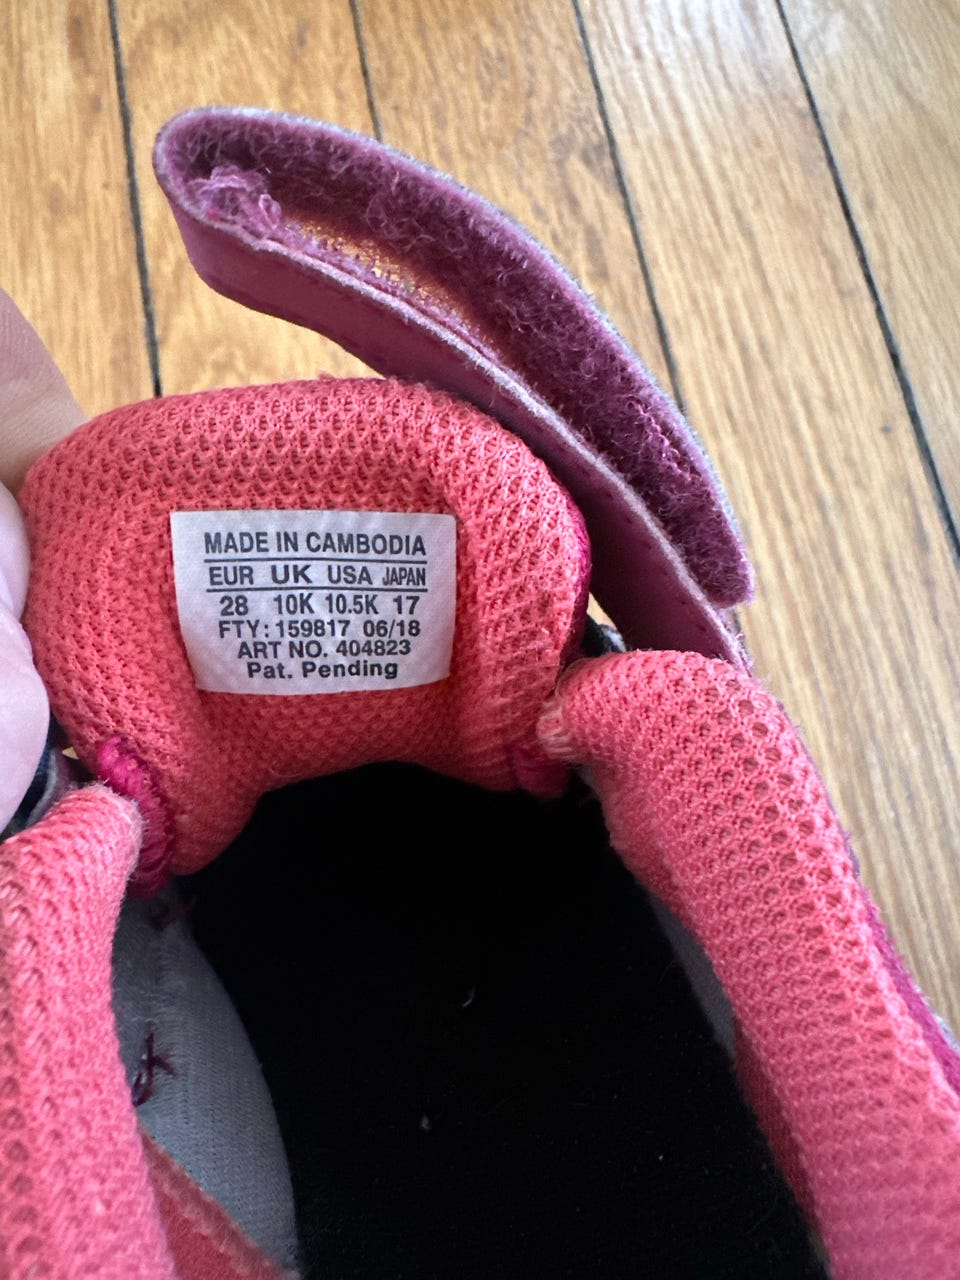 MADE IN CAMBODIA
EUR UK USA JAPAN
28 10K 10.5K 17
FTY: 159817 06/18
ART NO. 404823
Pat. Pending